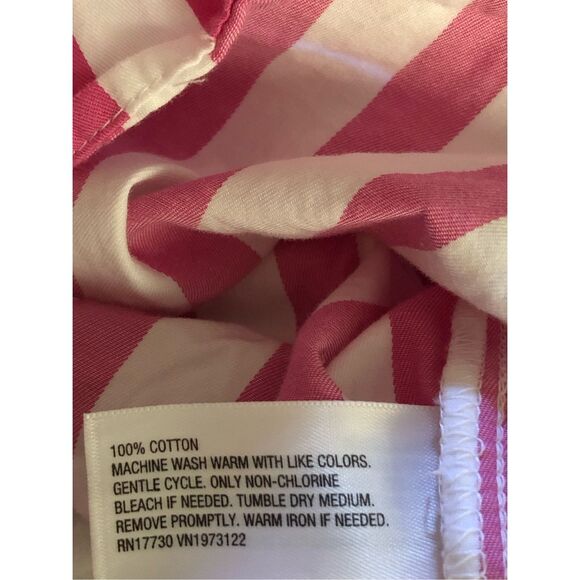 100% COTTON
MACHINE WASH WARM WITH LIKE COLORS.
GENTLE CYCLE. ONLY NON-CHLORINE
BLEACH IF NEEDED. TUMBLE DRY MEDIUM.
REMOVE PROMPTLY. WARM IRON IF NEEDED.
RN17730 VN1973122